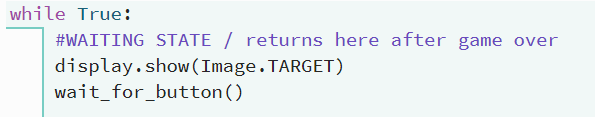 while True:
#WAITING STATE / returns here after game over
display.show(Image.TARGET)
wait_for_button()